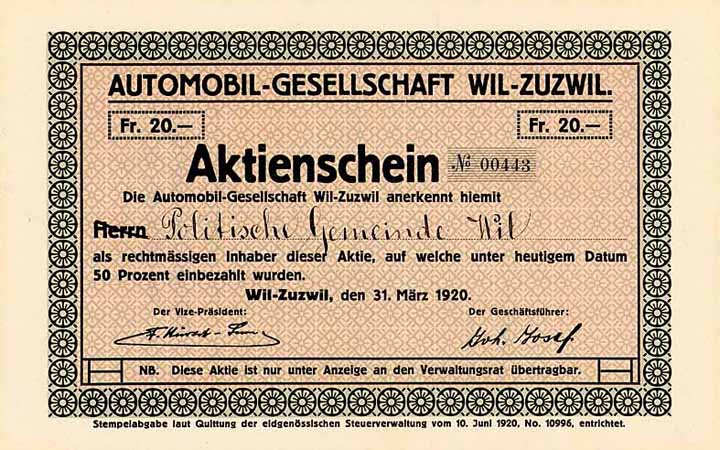 AUTOMOBIL-GESELLSCHAFT WIL-ZUZWIL.
Fr. 20.— Fr. 20.—
Aktienschein № 00443
Die Automobil-Gesellschaft Wil-Zuzwil anerkennt hiemit
Herrn Politische Gemeinde Wil
als rechtmässigen Inhaber dieser Aktie, auf welche unter heutigem Datum
50 Prozent einbezahlt wurden.
Wil-Zuzwil, den 31. März 1920.
Der Vize-Präsident: Der Geschäftsführer:
Joh. Josef.
NB. Diese Aktie ist nur unter Anzeige an den Verwaltungsrat übertragbar.
Stempelabgabe laut Quittung der eidgenössischen Steuerverwaltung vom 10. Juni 1920, No. 10996, entrichtet.